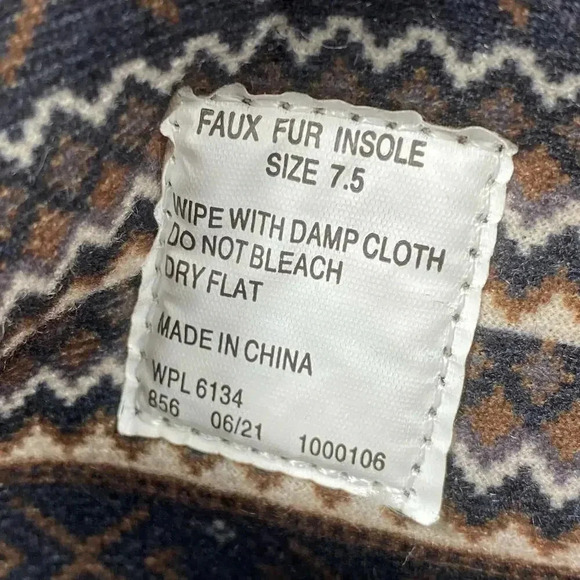 FAUX FUR INSOLE
SIZE 7.5
WIPE WITH DAMP CLOTH
DO NOT BLEACH
DRY FLAT
MADE IN CHINA
WPL 6134
856 06/21 1000106